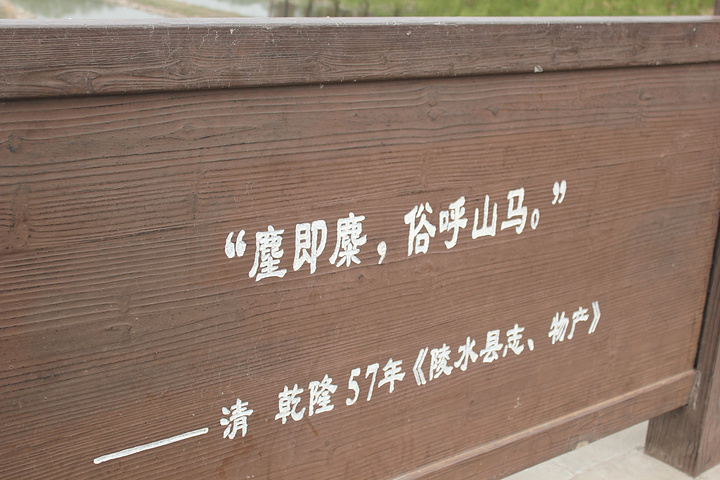 “麈即麋，俗呼山马。”
——清 乾隆57年《陵水县志、物产》